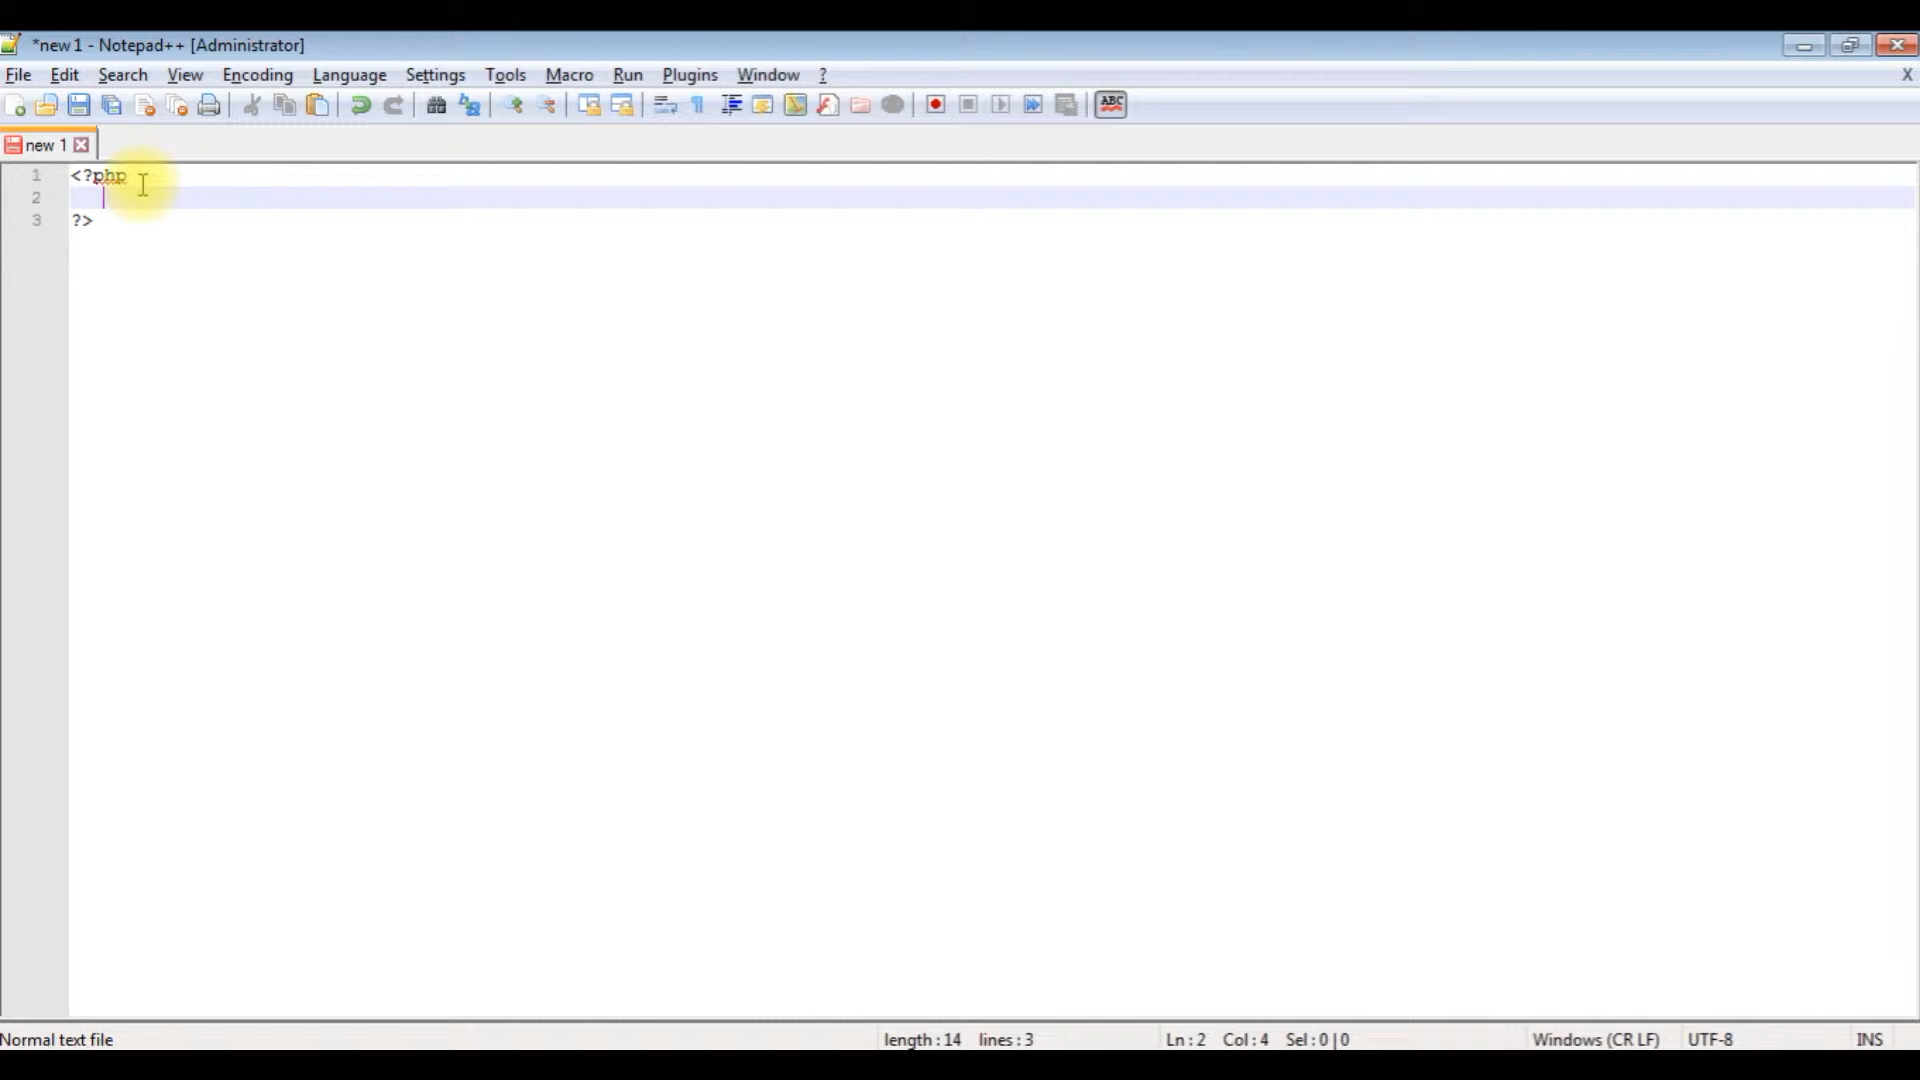 *new 1 - Notepad++ [Administrator]
File Edit Search View Encoding Language Settings Tools Macro Run Plugins Window ? X
ABC
new 1
1 <?php
2
3 ?>
Normal text file length : 14 lines : 3 Ln : 2 Col : 4 Sel : 0 | 0 Windows (CR LF) UTF-8 INS